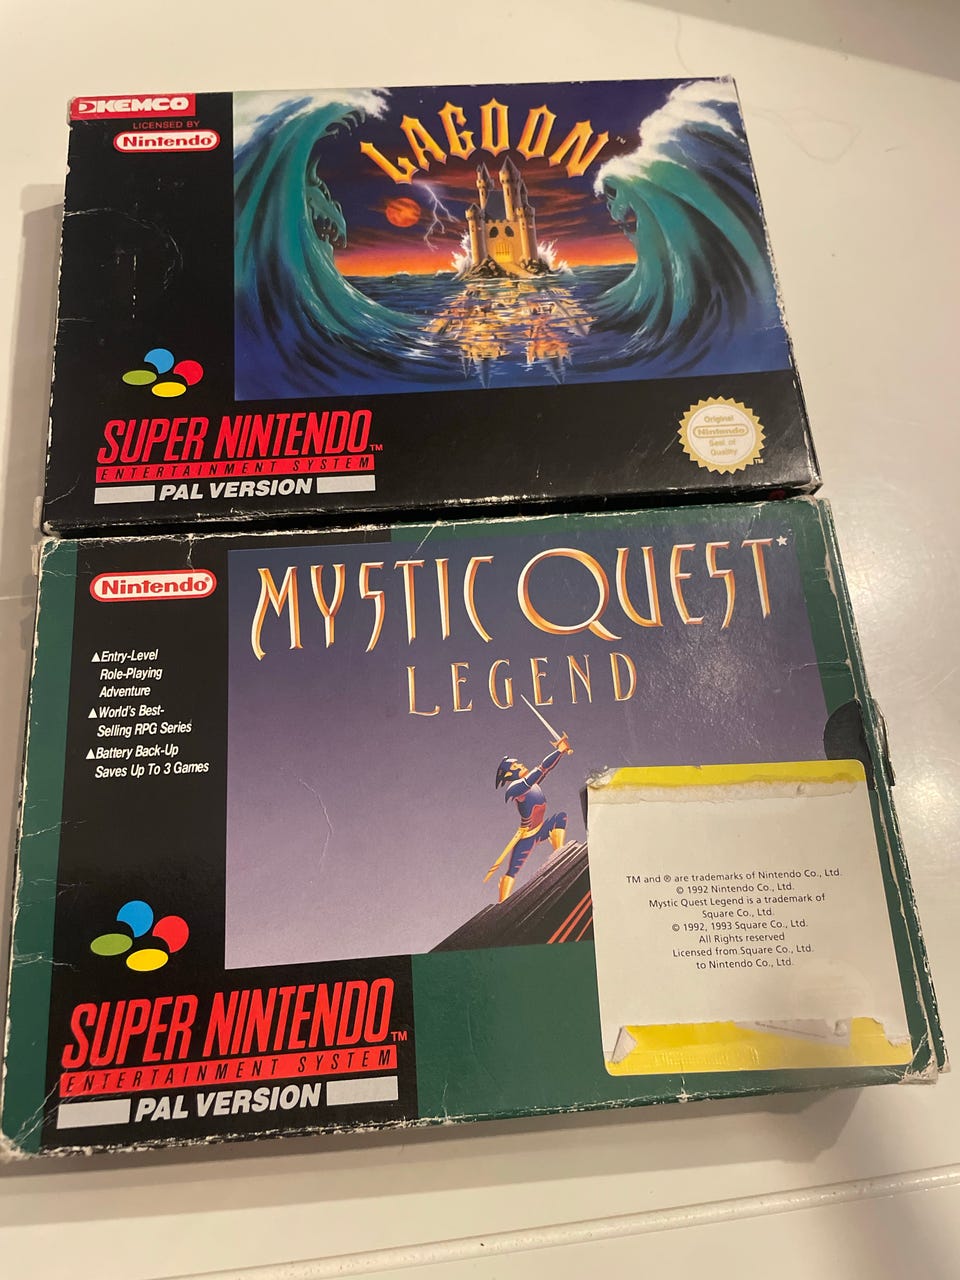 KEMCO
LICENSED BY
Nintendo®
LAGOON™
SUPER NINTENDO™
ENTERTAINMENT SYSTEM
PAL VERSION
Original
Nintendo
Seal of
Quality
TM
Nintendo®
MYSTIC QUEST
LEGEND
▲Entry-Level
Role-Playing
Adventure
▲World's Best-
Selling RPG Series
▲Battery Back-Up
Saves Up To 3 Games
TM and ® are trademarks of Nintendo Co., Ltd.
© 1992 Nintendo Co., Ltd.
Mystic Quest Legend is a trademark of
Square Co., Ltd.
© 1992, 1993 Square Co., Ltd.
All Rights reserved
Licensed from Square Co., Ltd.
to Nintendo Co., Ltd.
SUPER NINTENDO™
ENTERTAINMENT SYSTEM
PAL VERSION